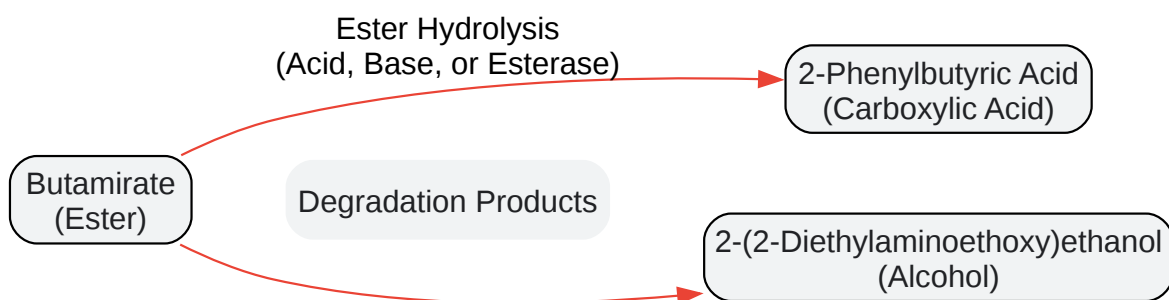 Ester Hydrolysis
(Acid, Base, or Esterase)
2-Phenylbutyric Acid
(Carboxylic Acid)
Butamirate
(Ester)
Degradation Products
2-(2-Diethylaminoethoxy)ethanol
(Alcohol)